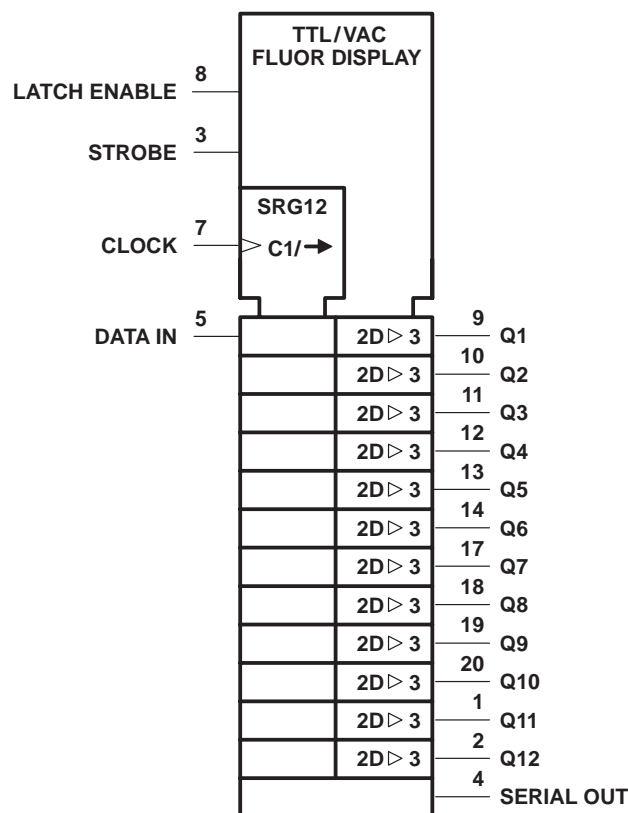 TTL/VAC
FLUOR DISPLAY
8
LATCH ENABLE
3
STROBE
SRG12
7
CLOCK
C1/
5
DATA IN
2D 3
9
Q1
2D 3
10
Q2
2D 3
11
Q3
2D 3
12
Q4
2D 3
13
Q5
2D 3
14
Q6
2D 3
17
Q7
2D 3
18
Q8
2D 3
19
Q9
2D 3
20
Q10
2D 3
1
Q11
2D 3
2
Q12
4
SERIAL OUT